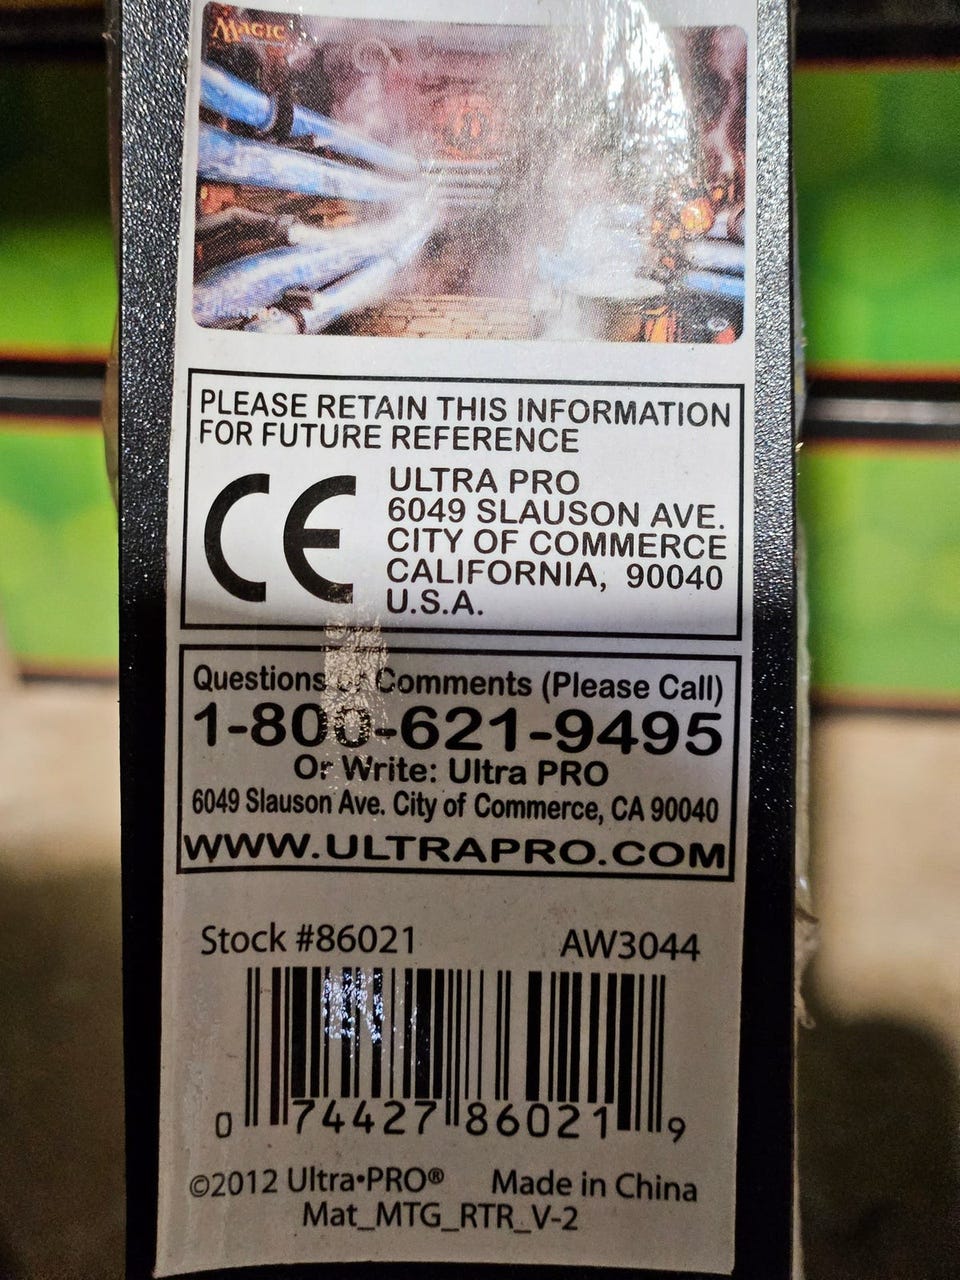 MAGIC
PLEASE RETAIN THIS INFORMATION
FOR FUTURE REFERENCE
CE
ULTRA PRO
6049 SLAUSON AVE.
CITY OF COMMERCE
CALIFORNIA, 90040
U.S.A.
Questions or Comments (Please Call)
1-800-621-9495
Or Write: Ultra PRO
6049 Slauson Ave. City of Commerce, CA 90040
WWW.ULTRAPRO.COM
Stock #86021 AW3044
0 74427 86021 9
©2012 Ultra•PRO® Made in China
Mat_MTG_RTR_V-2